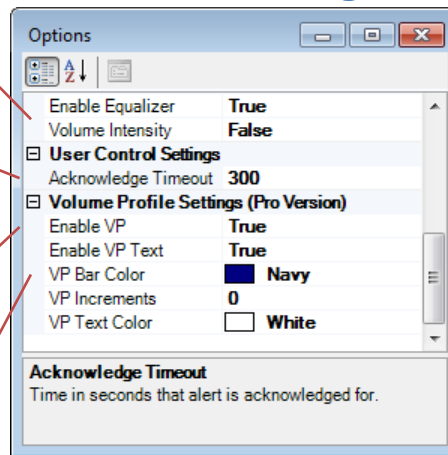 Options
Enable Equalizer True
Volume Intensity False
User Control Settings
Acknowledge Timeout 300
Volume Profile Settings (Pro Version)
Enable VP True
Enable VP Text True
VP Bar Color Navy
VP Increments 0
VP Text Color White
Acknowledge Timeout
Time in seconds that alert is acknowledged for.